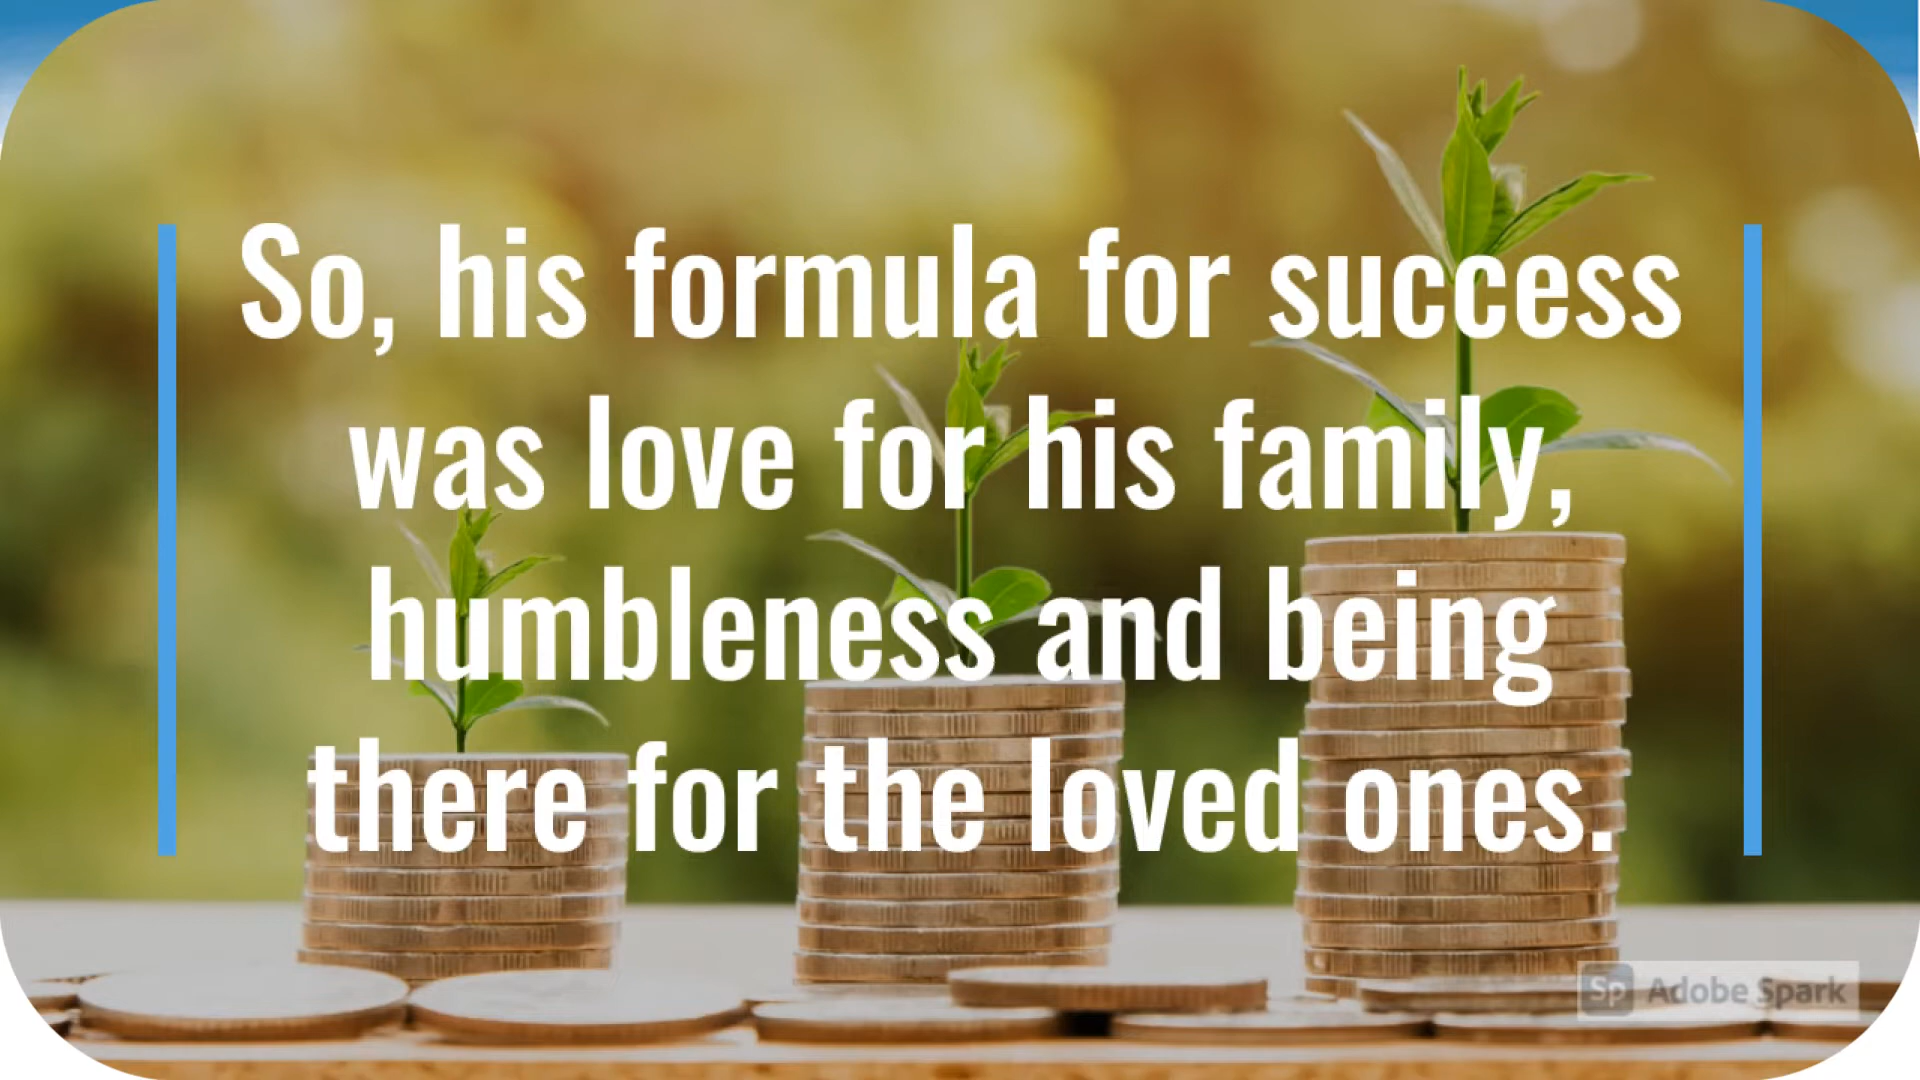 So, his formula for success
was love for his family,
humbleness and being
there for the loved ones.
Sp Adobe Spark